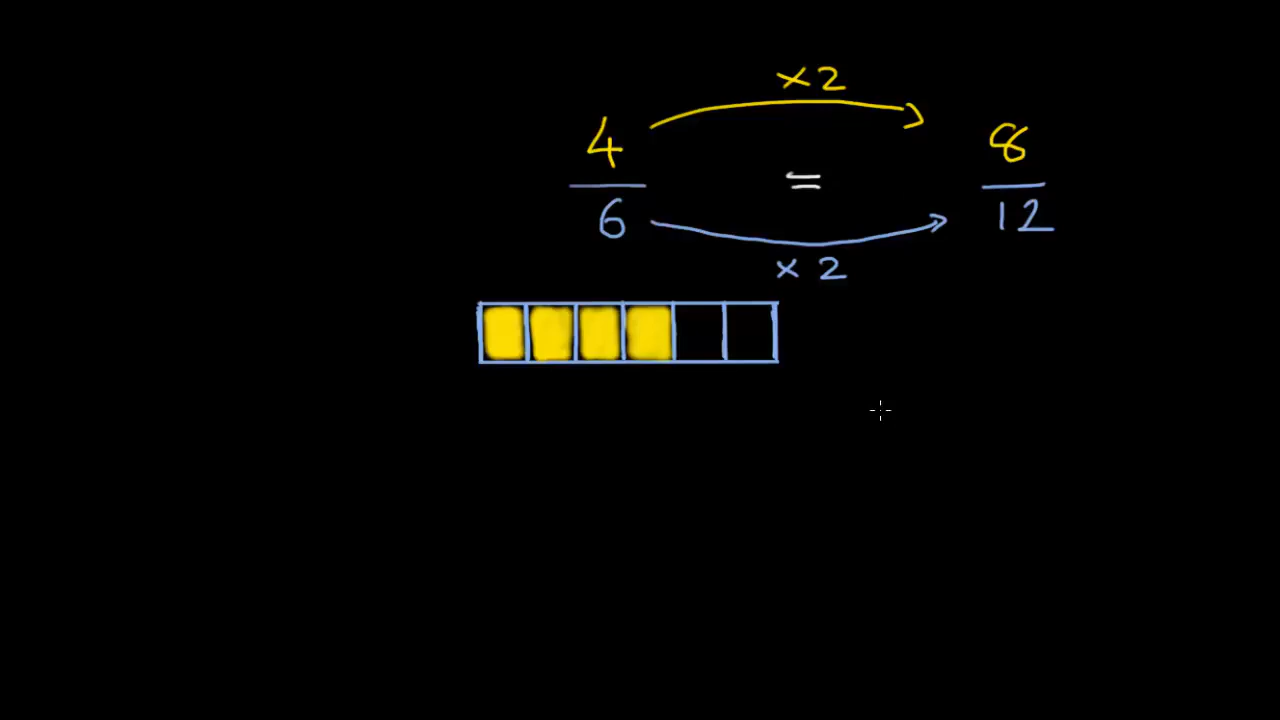 ×2
4/6 = 8/12
× 2